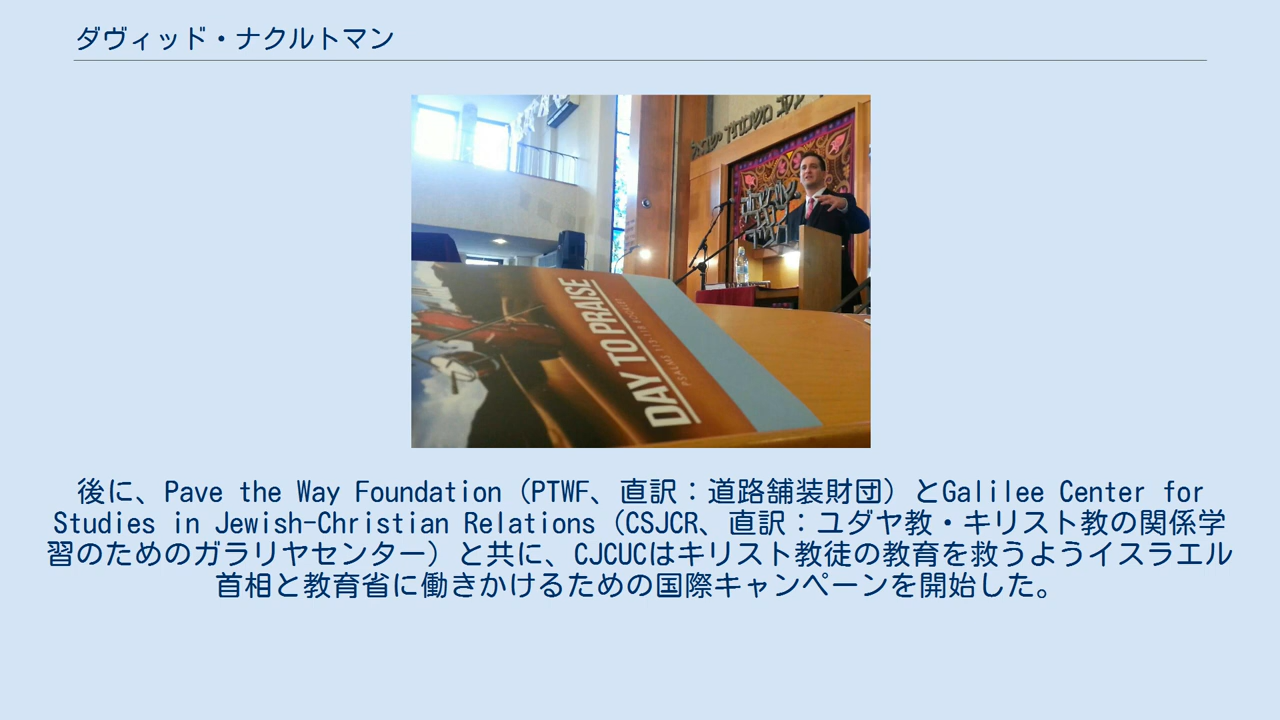 ダヴィッド・ナクルトマン
משמחיך ישראל
DAY TO PRAISE
後に、Pave the Way Foundation（PTWF、直訳：道路舗装財団）とGalilee Center for
Studies in Jewish-Christian Relations（CSJCR、直訳：ユダヤ教・キリスト教の関係学
習のためのガラリヤセンター）と共に、CJCUCはキリスト教徒の教育を救うようイスラエル
首相と教育省に働きかけるための国際キャンペーンを開始した。